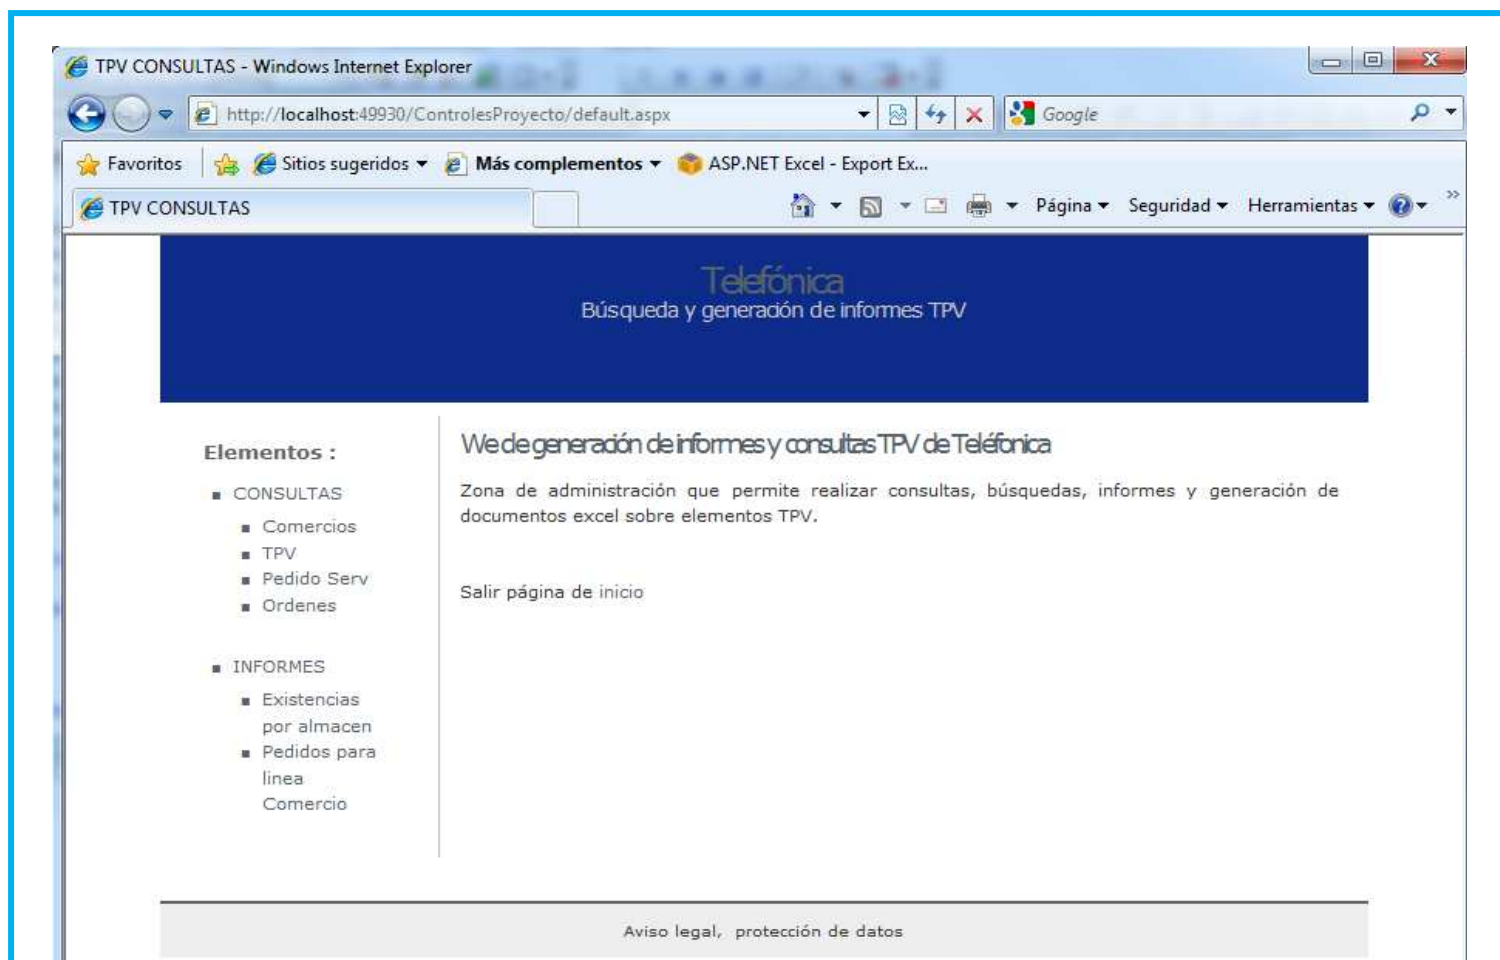 TPV CONSULTAS - Windows Internet Explorer
http://localhost:49930/ControlesProyecto/default.aspx
Google
Favoritos
Sitios sugeridos
Más complementos
ASP.NET Excel - Export Ex...
TPV CONSULTAS
Página
Seguridad
Herramientas
Telefónica
Búsqueda y generación de informes TPV
Elementos :
CONSULTAS
Comercios
TPV
Pedido Serv
Ordenes
INFORMES
Existencias
por almacen
Pedidos para
linea
Comercio
We de generación de informes y consultas TPV de Teléfonica
Zona de administración que permite realizar consultas, búsquedas, informes y generación de
documentos excel sobre elementos TPV.
Salir página de inicio
Aviso legal, protección de datos